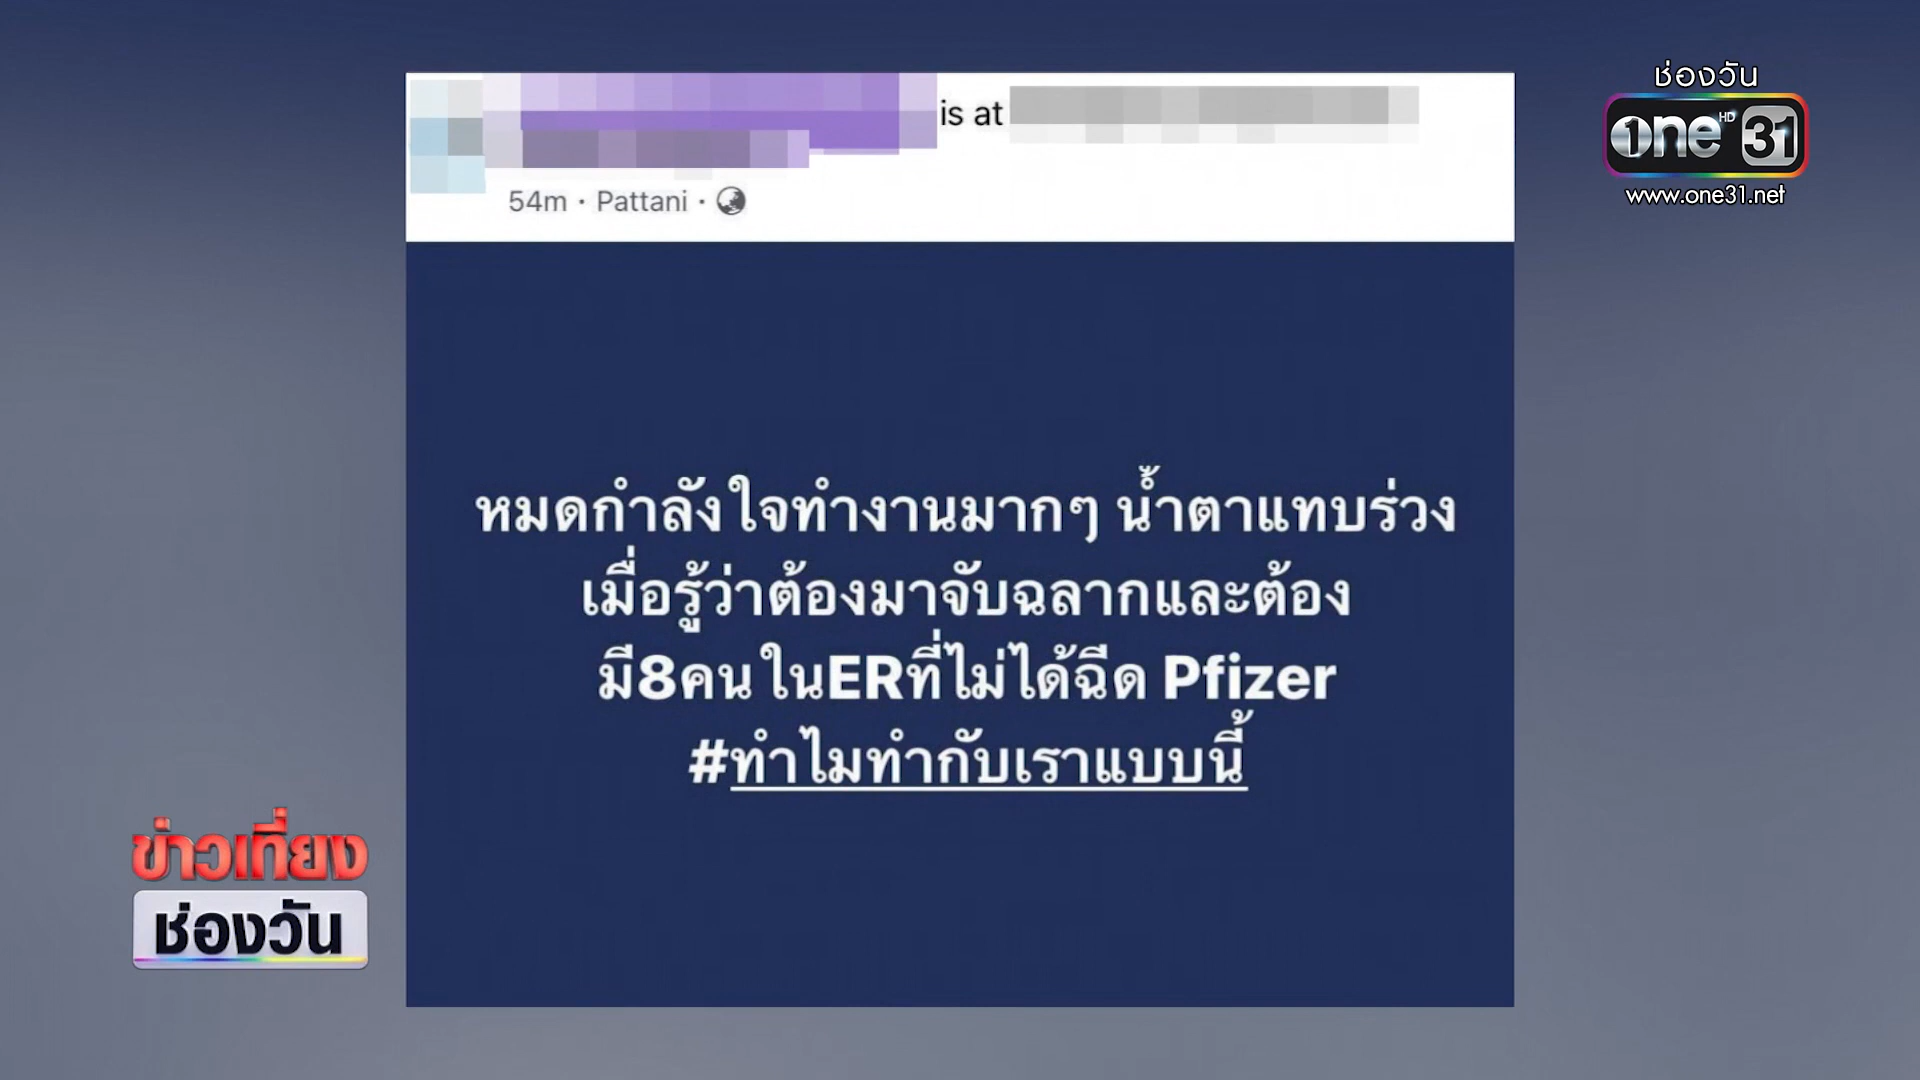 ช่องวัน
one HD 31
www.one31.net
is at
54m · Pattani ·
หมดกำลังใจทำงานมากๆ น้ำตาแทบร่วง
เมื่อรู้ว่าต้องมาจับฉลากและต้อง
มี8คนในERที่ไม่ได้ฉีด Pfizer
#ทำไมทำกับเราแบบนี้
ข่าวเที่ยง
ช่องวัน